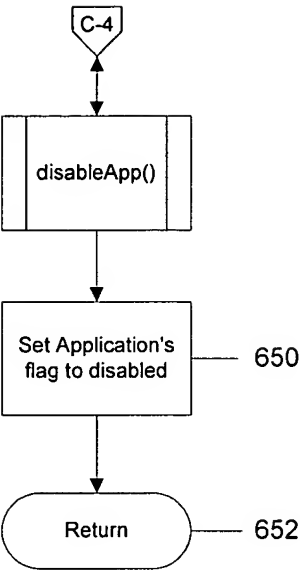 C-4
disableApp()
Set Application's
flag to disabled
650
Return
652